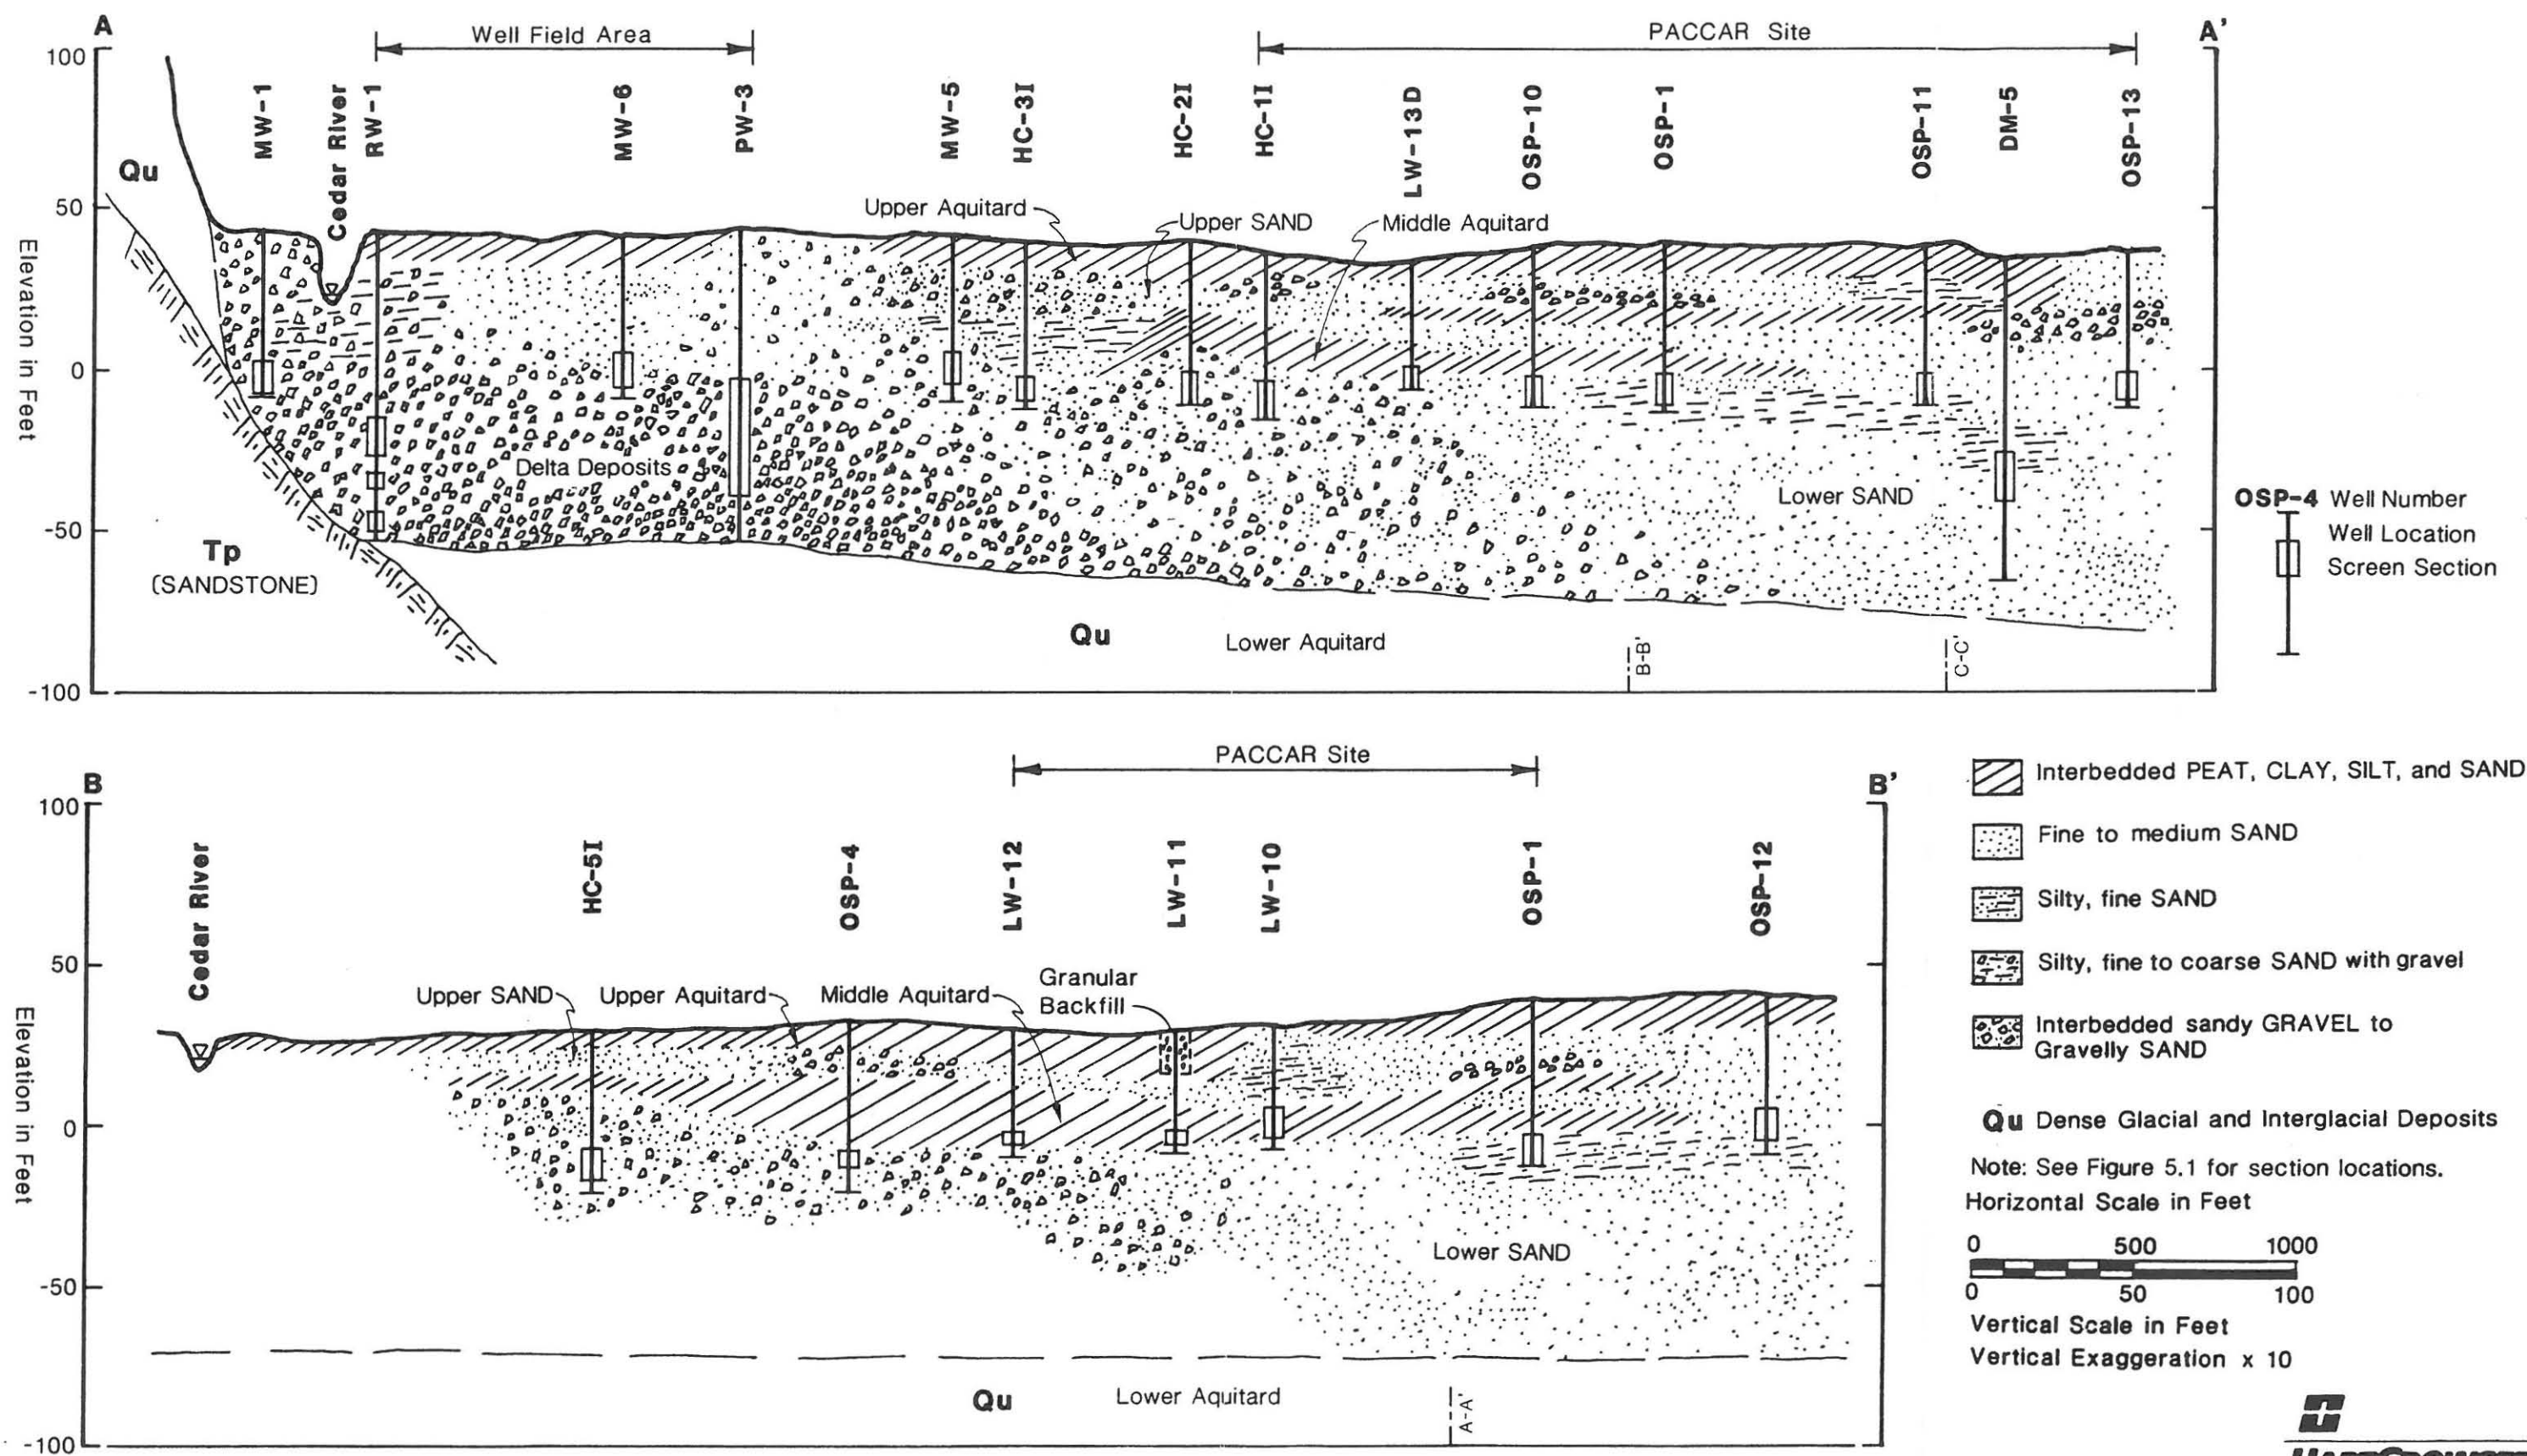 A
A'
Well Field Area
PACCAR Site
100
50
0
-50
-100
Elevation in Feet
MW-1
Cedar River
RW-1
MW-6
PW-3
MW-5
HC-3I
HC-2I
HC-1I
LW-13D
OSP-10
OSP-1
OSP-11
DM-5
OSP-13
Qu
Upper Aquitard
Upper SAND
Middle Aquitard
Delta Deposits
Lower SAND
Tp
(SANDSTONE)
Qu
Lower Aquitard
B-B'
C-C'
OSP-4 Well Number
Well Location
Screen Section
B
B'
PACCAR Site
100
50
0
-50
-100
Elevation in Feet
Cedar River
HC-5I
OSP-4
LW-12
LW-11
LW-10
OSP-1
OSP-12
Upper SAND
Upper Aquitard
Middle Aquitard
Granular
Backfill
Lower SAND
Qu
Lower Aquitard
A-A'
Interbedded PEAT, CLAY, SILT, and SAND
Fine to medium SAND
Silty, fine SAND
Silty, fine to coarse SAND with gravel
Interbedded sandy GRAVEL to
Gravelly SAND
Qu Dense Glacial and Interglacial Deposits
Note: See Figure 5.1 for section locations.
Horizontal Scale in Feet
0 500 1000
0 50 100
Vertical Scale in Feet
Vertical Exaggeration x 10